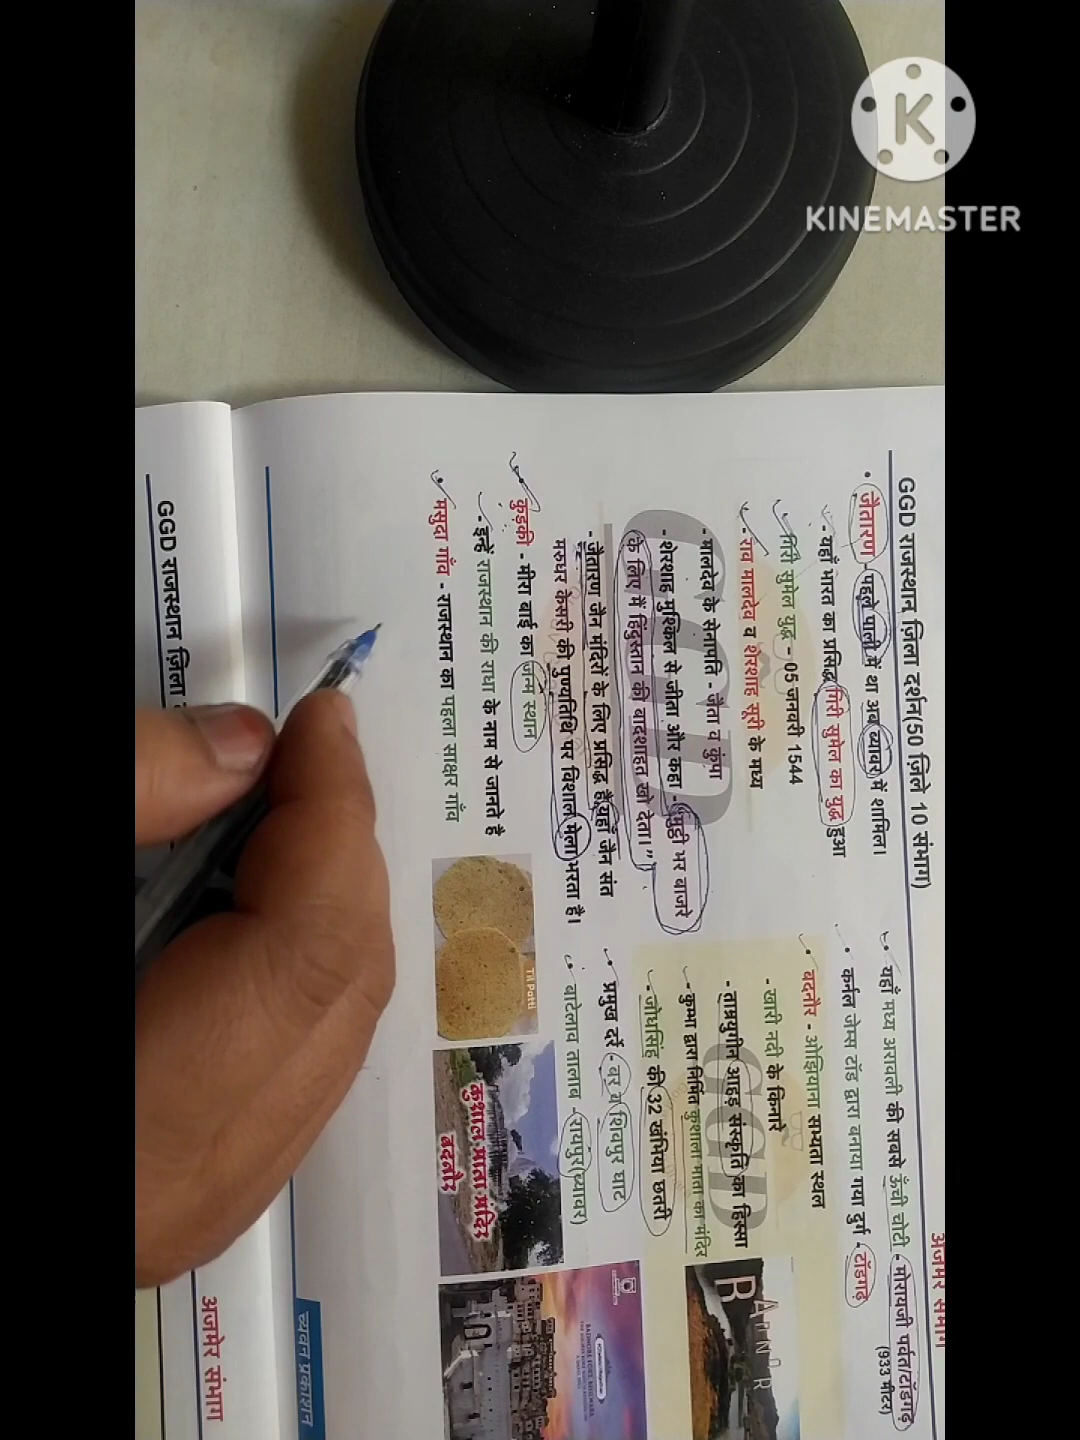 KINEMASTER
GGD राजस्थान ज़िला दर्शन(50 ज़िले 10 संभाग)
अजमेर संभाग
• जैतारण - पहले पाली में था अब ब्यावर में शामिल।
- यहाँ भारत का प्रसिद्ध गिरी सुमेल का युद्ध हुआ
गिरी सुमेल युद्ध - 05 जनवरी 1544
- राव मालदेव व शेरशाह सूरी के मध्य
- मालदेव के सेनापति - जैता व कुंपा
- शेरशाह मुश्किल से जीता और कहा - "मुट्ठी भर बाजरे
के लिए मैं हिंदुस्तान की बादशाहत खो देता।"
- जैतारण जैन मंदिरों के लिए प्रसिद्ध है, यहाँ जैन संत
मरुधर केसरी की पुण्यतिथि पर विशाल मेला भरता है।
• कुड़की - मीरा बाई का जन्म स्थान
- इन्हें राजस्थान की राधा के नाम से जानते है
• मसुदा गाँव - राजस्थान का पहला साक्षर गाँव
• यहाँ मध्य अरावली की सबसे ऊँची चोटी - मोरायजी पर्वत/टॉडगढ़
(933 मीटर)
• कर्नल जेम्स टॉड द्वारा बनाया गया दुर्ग - टॉडगढ़
• बदनौर - ओझियाना सभ्यता स्थल
- खारी नदी के किनारे
- ताम्रयुगीन आहड़ संस्कृति का हिस्सा
- कुम्भा द्वारा निर्मित कुशाला माता का मंदिर
- जोधसिंह की 32 खंभिया छतरी
• प्रमुख दर्रे - बर व शिवपुर घाट
• बाटेलाव तालाब - रायपुर(ब्यावर)
Til Patti
कुशाल माता मंदिर
बदनौर
च्यवन प्रकाशन
GGD राजस्थान ज़िला
अजमेर संभाग